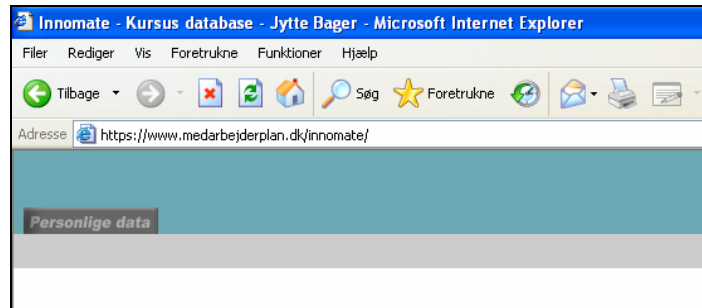 Innomate - Kursus database - Jytte Bager - Microsoft Internet Explorer
Filer Rediger Vis Foretrukne Funktioner Hjælp
Tilbage Søg Foretrukne
Adresse https://www.medarbejderplan.dk/innomate/
Personlige data